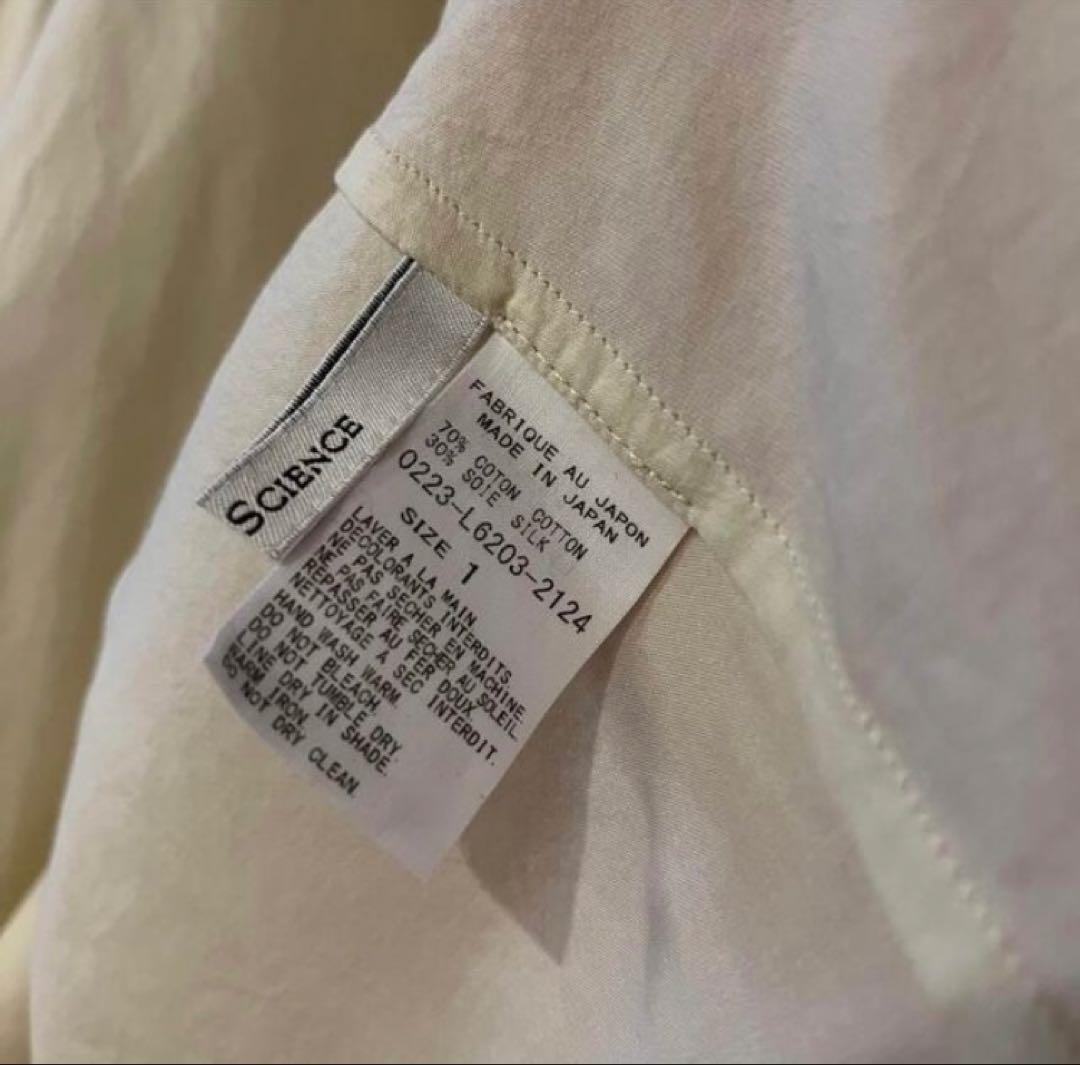 SCIENCE
FABRIQUE AU JAPON
MADE IN JAPAN
70% COTON COTTON
30% SOIE SILK
0223-L6203-2124
SIZE 1
LAVER A LA MAIN
DECOLORANTS INTERDITS.
NE PAS SECHER EN MACHINE.
NE PAS FAIRE SECHER AU SOLEIL.
REPASSER AU FER DOUX.
NETTOYAGE A SEC INTERDIT.
HAND WASH WARM.
DO NOT BLEACH.
DO NOT TUMBLE DRY.
LINE DRY IN SHADE.
WARM IRON.
DO NOT DRY CLEAN.